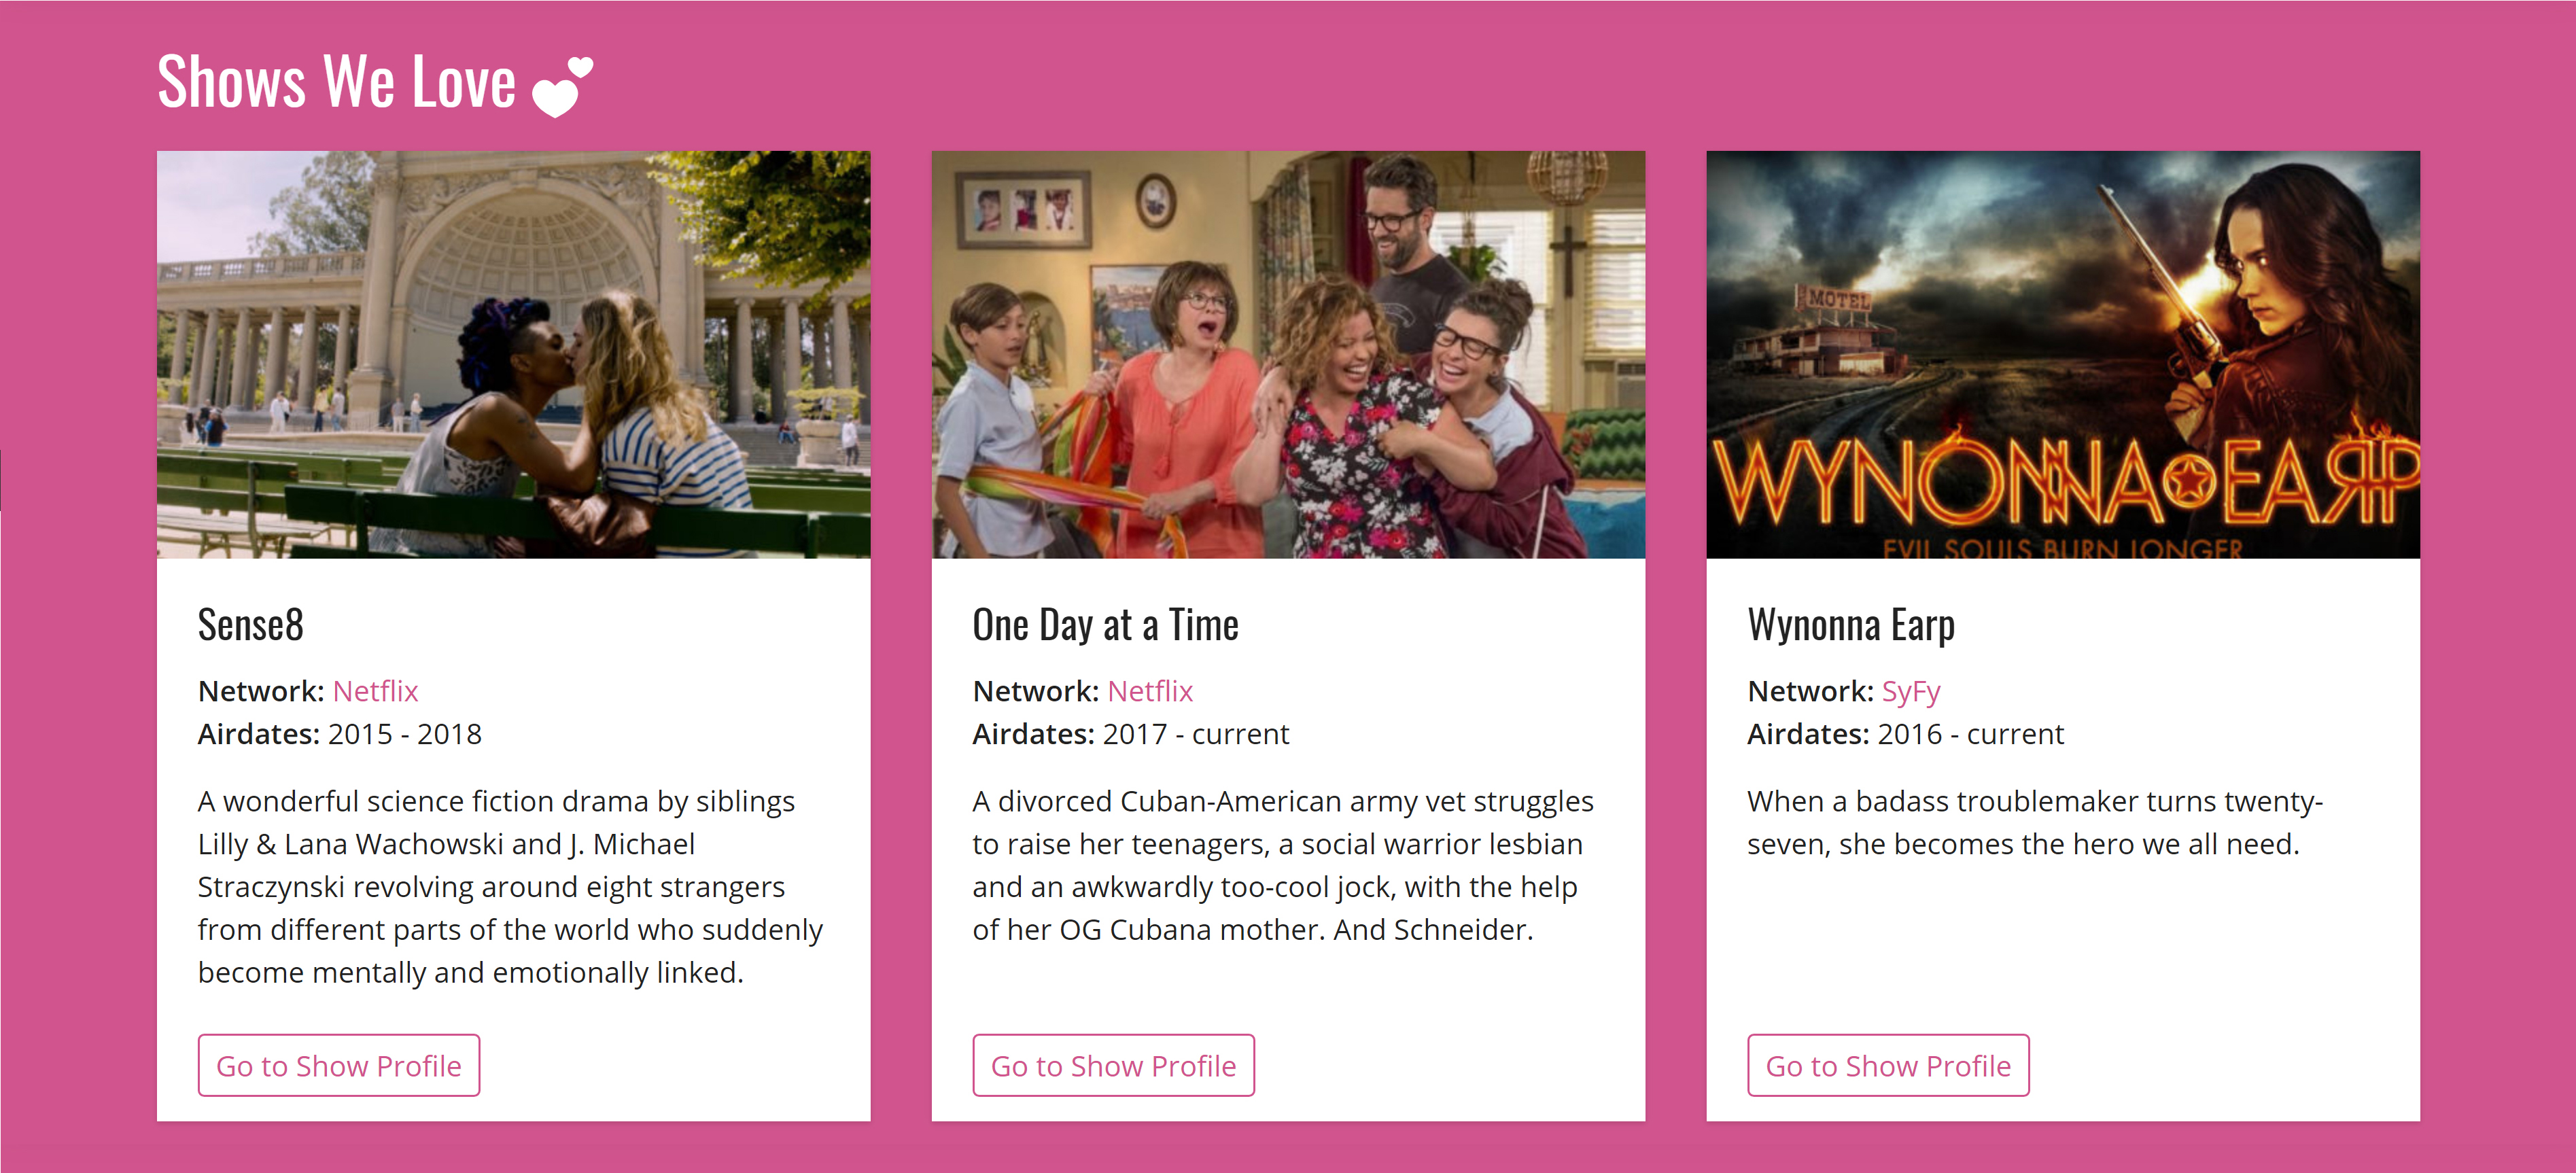 Shows We Love
MOTEL
WYNONNA EARP
EVIL SOULS BURN LONGER
Sense8
Network: Netflix
Airdates: 2015 - 2018
A wonderful science fiction drama by siblings
Lilly & Lana Wachowski and J. Michael
Straczynski revolving around eight strangers
from different parts of the world who suddenly
become mentally and emotionally linked.
Go to Show Profile
One Day at a Time
Network: Netflix
Airdates: 2017 - current
A divorced Cuban-American army vet struggles
to raise her teenagers, a social warrior lesbian
and an awkwardly too-cool jock, with the help
of her OG Cubana mother. And Schneider.
Go to Show Profile
Wynonna Earp
Network: SyFy
Airdates: 2016 - current
When a badass troublemaker turns twenty-
seven, she becomes the hero we all need.
Go to Show Profile